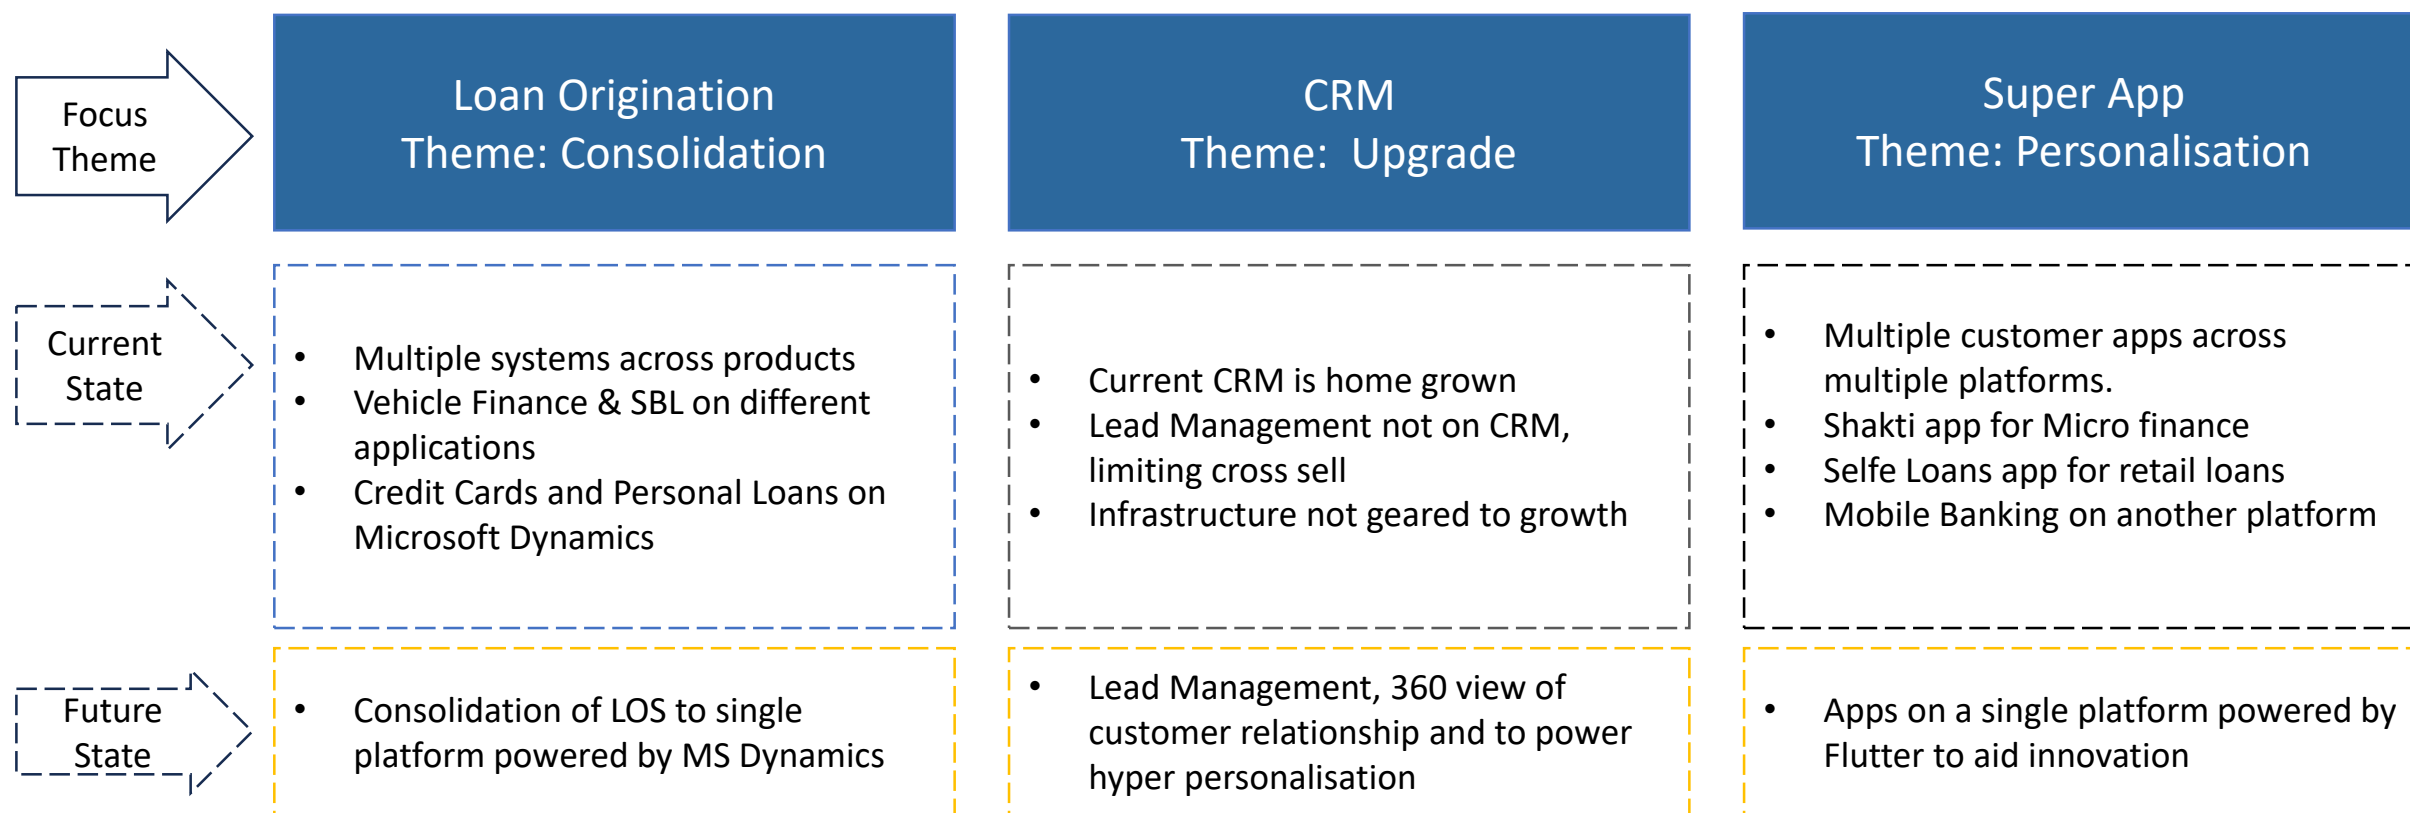 Focus
Theme
Loan Origination
Theme: Consolidation
CRM
Theme:  Upgrade
Super App
Theme: Personalisation
Current
State
• Multiple systems across products
• Vehicle Finance & SBL on different
applications
• Credit Cards and Personal Loans on
Microsoft Dynamics
• Current CRM is home grown
• Lead Management not on CRM,
limiting cross sell
• Infrastructure not geared to growth
• Multiple customer apps across
multiple platforms.
• Shakti app for Micro finance
• Selfe Loans app for retail loans
• Mobile Banking on another platform
Future
State
• Consolidation of LOS to single
platform powered by MS Dynamics
• Lead Management, 360 view of
customer relationship and to power
hyper personalisation
• Apps on a single platform powered by
Flutter to aid innovation